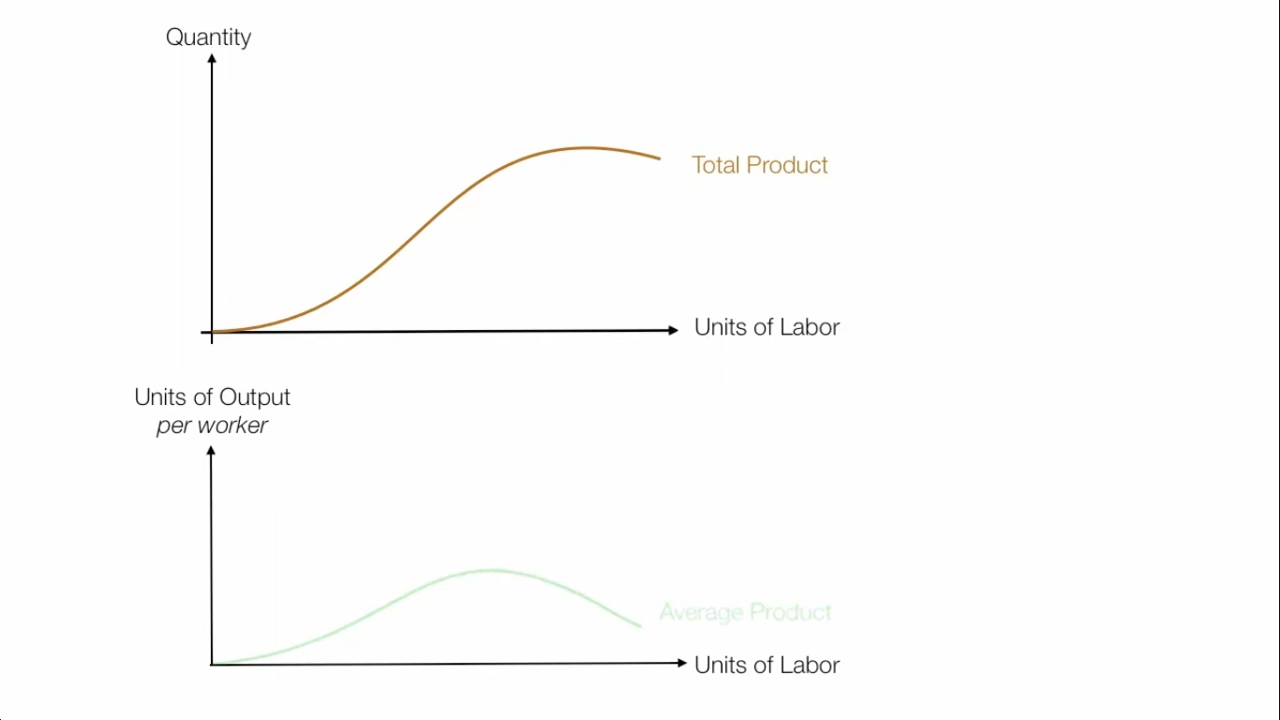 Quantity
Total Product
Units of Labor
Units of Output
per worker
Average Product
Units of Labor